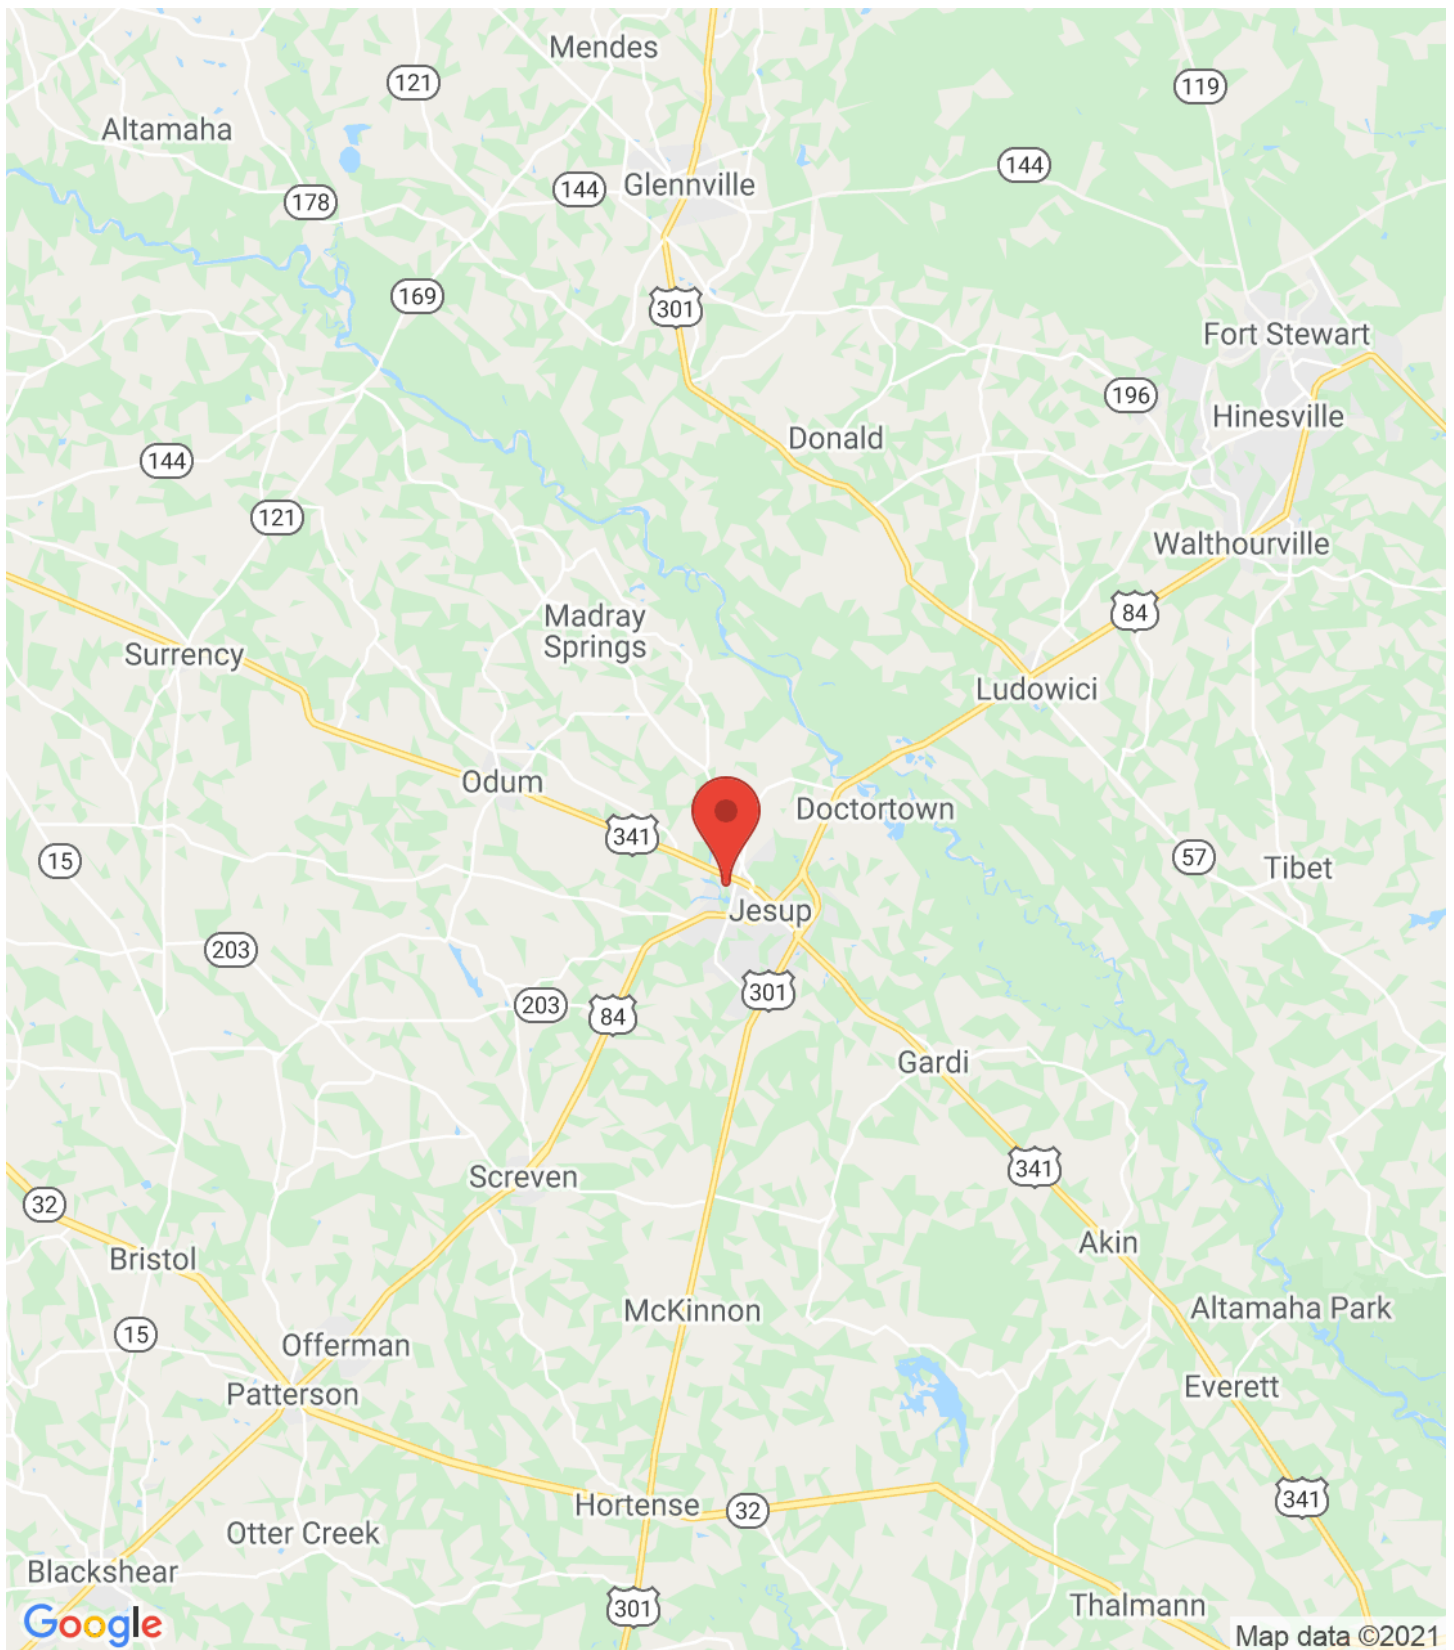 Mendes
121
119
Altamaha
144
144
Glennville
178
169
301
Fort Stewart
196
Hinesville
Donald
144
121
Walthourville
84
Madray
Springs
Surrency
Ludowici
Odum
Doctortown
341
15
57
Tibet
Jesup
203
301
203
84
Gardi
341
Screven
32
Akin
Bristol
Altamaha Park
McKinnon
15
Offerman
Everett
Patterson
341
Hortense
32
Otter Creek
Blackshear
301
Thalmann
Google
Map data ©2021